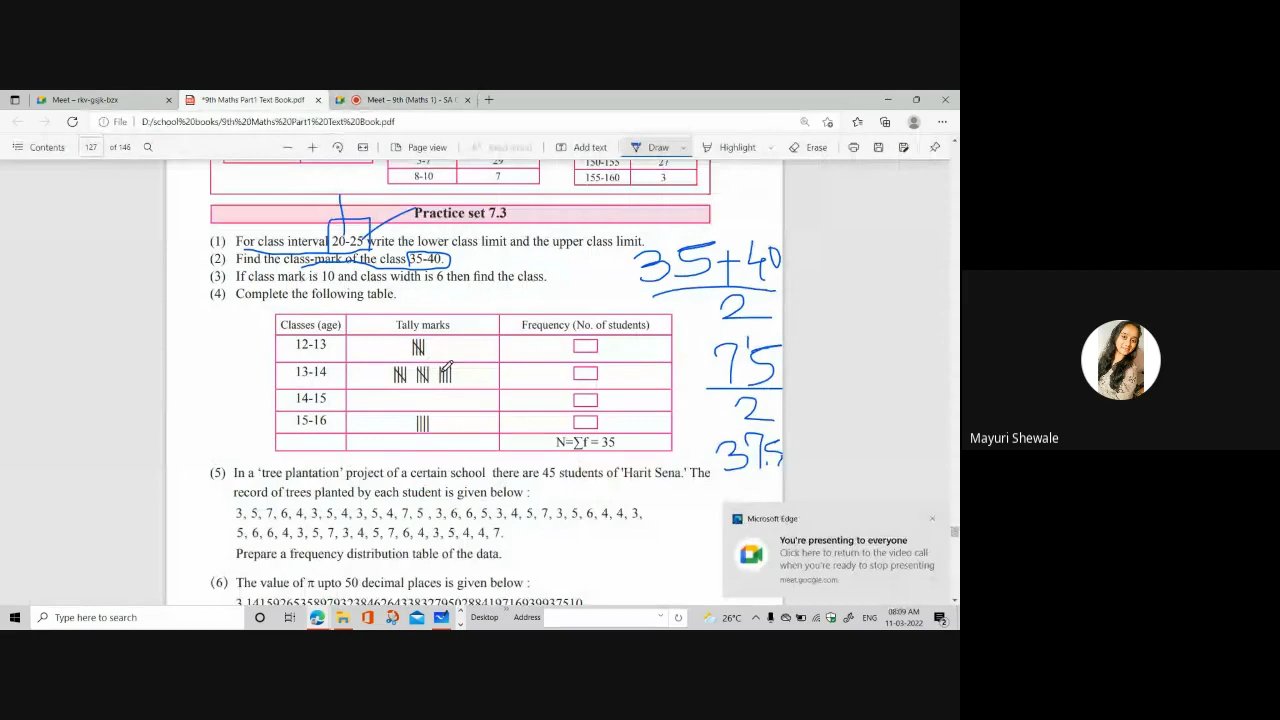 Meet – rkv-gsjk-bzx
*9th Maths Part1 Text Book.pdf
Meet – 9th (Maths 1) - SA
File
D:/school%20books/9th%20Maths%20Part1%20Text%20Book.pdf
Contents
127
of 146
Page view
Read aloud
Add text
Draw
Highlight
Erase
5-7 29
8-10 7
150-155 27
155-160 3
Practice set 7.3
(1) For class interval 20-25 write the lower class limit and the upper class limit.
(2) Find the class-mark of the class 35-40.
(3) If class mark is 10 and class width is 6 then find the class.
(4) Complete the following table.
Classes (age) Tally marks Frequency (No. of students)
12-13
13-14
14-15
15-16
N=∑f = 35
35+40
2
75
2
37.5
(5) In a ‘tree plantation’ project of a certain school there are 45 students of 'Harit Sena.' The
record of trees planted by each student is given below :
3, 5, 7, 6, 4, 3, 5, 4, 3, 5, 4, 7, 5 , 3, 6, 6, 5, 3, 4, 5, 7, 3, 5, 6, 4, 4, 3,
5, 6, 6, 4, 3, 5, 7, 3, 4, 5, 7, 6, 4, 3, 5, 4, 4, 7.
Prepare a frequency distribution table of the data.
(6) The value of π upto 50 decimal places is given below :
3.14159265358979323846264338327950288419716939937510
Microsoft Edge
You're presenting to everyone
Click here to return to the video call
when you're ready to stop presenting
meet.google.com
Mayuri Shewale
Type here to search
Desktop
Address
26°C
ENG
08:09 AM
11-03-2022
2